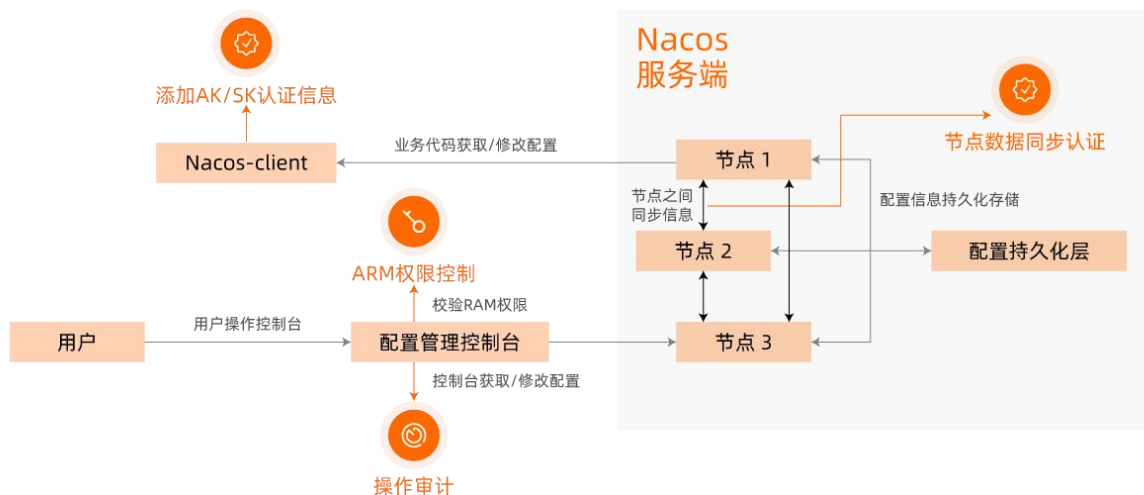 Nacos
服务端
添加AK/SK认证信息
节点数据同步认证
业务代码获取/修改配置
Nacos-client
节点 1
节点之间
同步信息
配置信息持久化存储
节点 2
配置持久化层
ARM权限控制
校验RAM权限
用户操作控制台
用户
配置管理控制台
节点 3
控制台获取/修改配置
操作审计